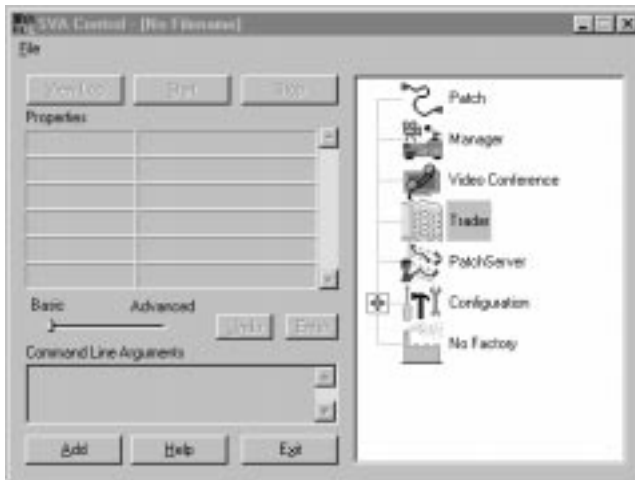 SVA Control - [No Filename]
File
View Log
Start
Stop
Properties
Basic
Advanced
Undo
Enter
Command Line Arguments
Add
Help
Exit
Patch
Manager
Video Conference
Trader
PatchServer
Configuration
No Factory